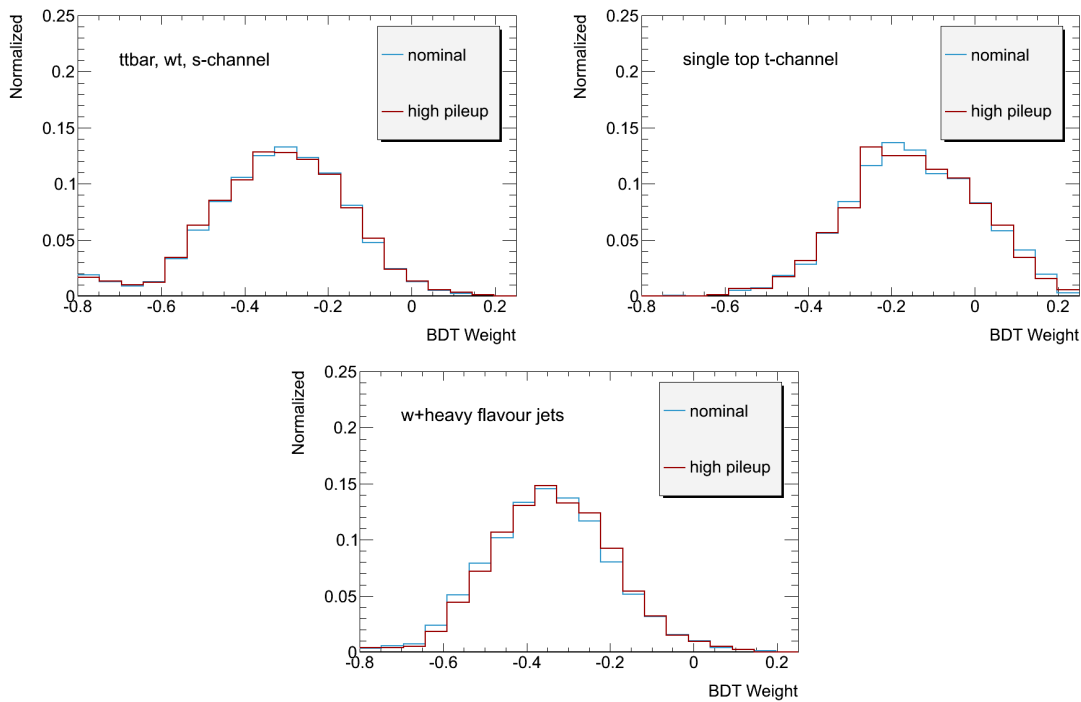 Normalized
0.25
0.2
0.15
0.1
0.05
0
ttbar, wt, s-channel
nominal
high pileup
-0.8
-0.6
-0.4
-0.2
0
0.2
BDT Weight
Normalized
0.25
0.2
0.15
0.1
0.05
0
single top t-channel
nominal
high pileup
-0.8
-0.6
-0.4
-0.2
0
0.2
BDT Weight
Normalized
0.25
0.2
0.15
0.1
0.05
0
w+heavy flavour jets
nominal
high pileup
-0.8
-0.6
-0.4
-0.2
0
0.2
BDT Weight